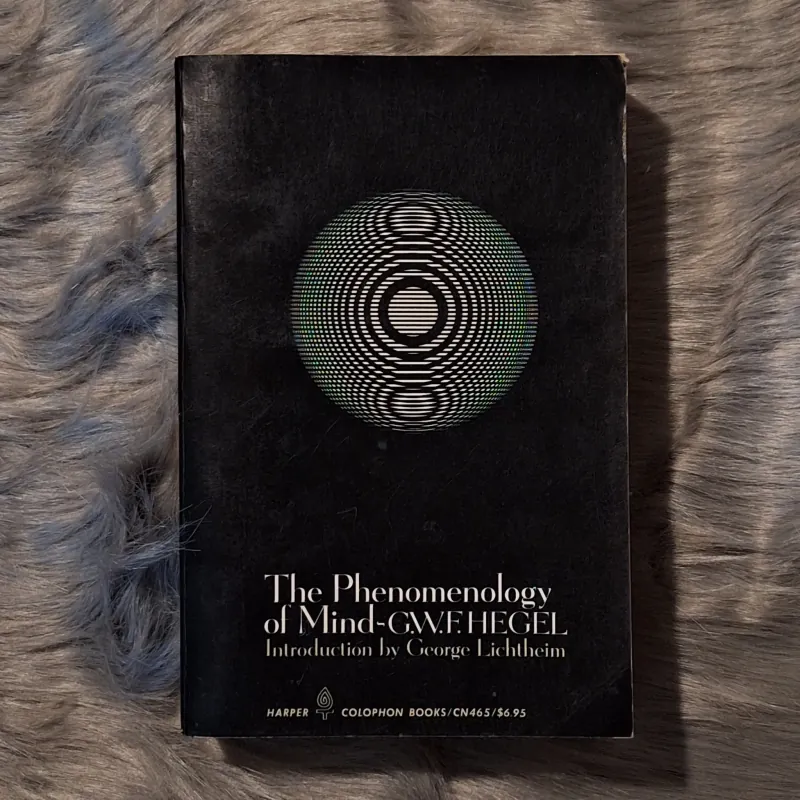 The Phenomenology
of Mind-G.W.F. HEGEL
Introduction by George Lichtheim
HARPER COLOPHON BOOKS/CN465/$6.95